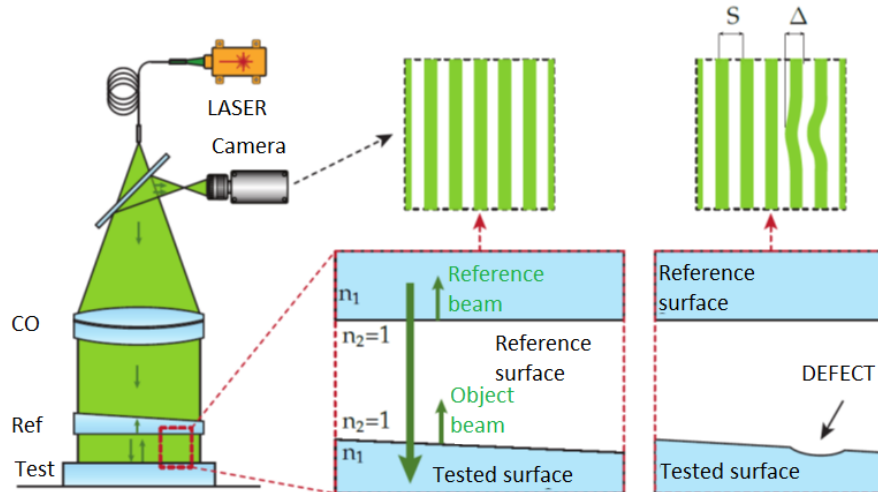 S
Δ
LASER
Camera
Reference
beam
n1
n2=1
Reference
surface
Object
beam
n2=1
n1
Tested surface
Reference
surface
DEFECT
Tested surface
CO
Ref
Test